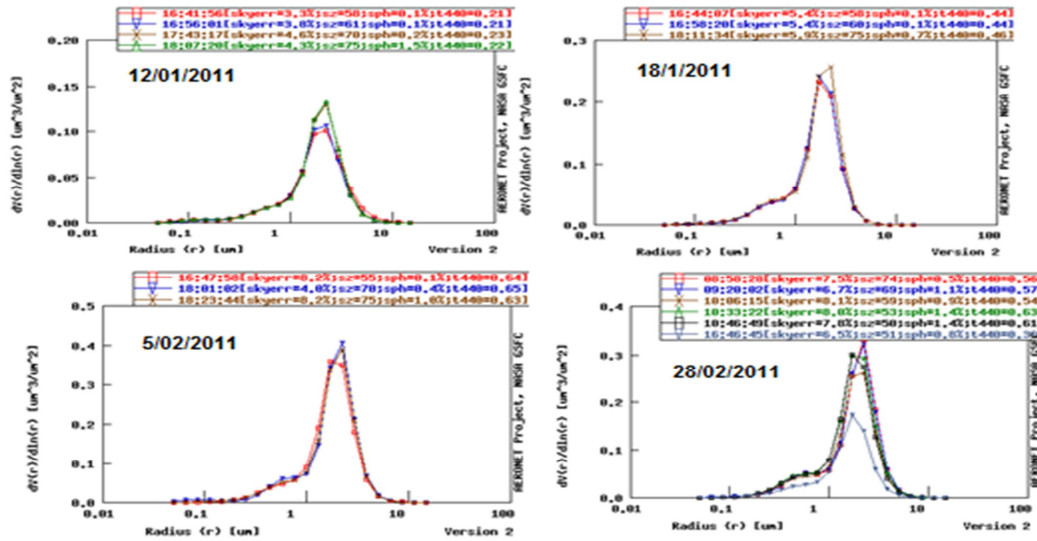 16:41:56[skyerr=3.3%;sz=58;sph=0.1%;t440=0.21]
16:56:01[skyerr=3.8%;sz=61;sph=0.1%;t440=0.21]
17:43:17[skyerr=4.6%;sz=70;sph=0.2%;t440=0.23]
18:07:20[skyerr=4.3%;sz=75;sph=1.5%;t440=0.22]
12/01/2011
0.20
0.15
0.10
0.05
0.00
dV(r)/dln(r) [um^3/um^2]
AERONET Project, NASA GSFC
0.01 0.1 1 10 100
Radius (r) [um] Version 2
16:44:07[skyerr=5.4%;sz=58;sph=0.1%;t440=0.44]
16:58:20[skyerr=5.4%;sz=60;sph=0.1%;t440=0.44]
18:11:34[skyerr=5.9%;sz=75;sph=0.7%;t440=0.46]
18/1/2011
0.3
0.2
0.1
0.0
dV(r)/dln(r) [um^3/um^2]
AERONET Project, NASA GSFC
0.01 0.1 1 10 100
Radius (r) [um] Version 2
16:47:58[skyerr=8.2%;sz=55;sph=0.1%;t440=0.64]
18:01:02[skyerr=4.0%;sz=70;sph=0.4%;t440=0.65]
18:23:44[skyerr=8.2%;sz=75;sph=1.0%;t440=0.63]
5/02/2011
0.5
0.4
0.3
0.2
0.1
0.0
dV(r)/dln(r) [um^3/um^2]
AERONET Project, NASA GSFC
0.01 0.1 1 10 100
Radius (r) [um] Version 2
08:58:28[skyerr=7.5%;sz=74;sph=0.5%;t440=0.56]
09:20:02[skyerr=6.7%;sz=69;sph=1.1%;t440=0.57]
10:06:15[skyerr=8.1%;sz=59;sph=0.9%;t440=0.54]
10:33:22[skyerr=8.1%;sz=53;sph=1.4%;t440=0.63]
10:46:49[skyerr=7.8%;sz=50;sph=1.4%;t440=0.61]
16:46:45[skyerr=6.5%;sz=51;sph=0.8%;t440=0.36]
28/02/2011
0.4
0.3
0.2
0.1
0.0
dV(r)/dln(r) [um^3/um^2]
AERONET Project, NASA GSFC
0.01 0.1 1 10 100
Radius (r) [um] Version 2